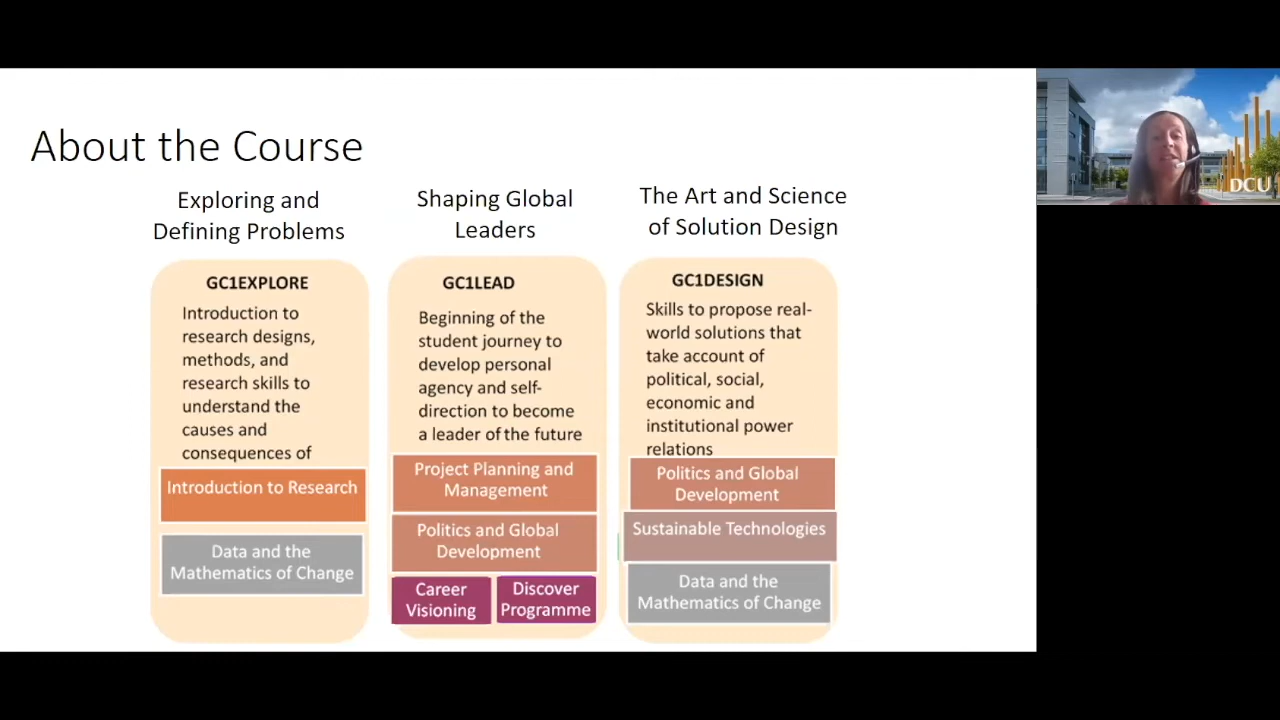 About the Course
Exploring and
Defining Problems
GC1EXPLORE
Introduction to
research designs,
methods, and
research skills to
understand the
causes and
consequences of
Introduction to Research
Data and the
Mathematics of Change
Shaping Global
Leaders
GC1LEAD
Beginning of the
student journey to
develop personal
agency and self-
direction to become
a leader of the future
Project Planning and
Management
Politics and Global
Development
Career
Visioning
Discover
Programme
The Art and Science
of Solution Design
GC1DESIGN
Skills to propose real-
world solutions that
take account of
political, social,
economic and
institutional power
relations
Politics and Global
Development
Sustainable Technologies
Data and the
Mathematics of Change
DCU